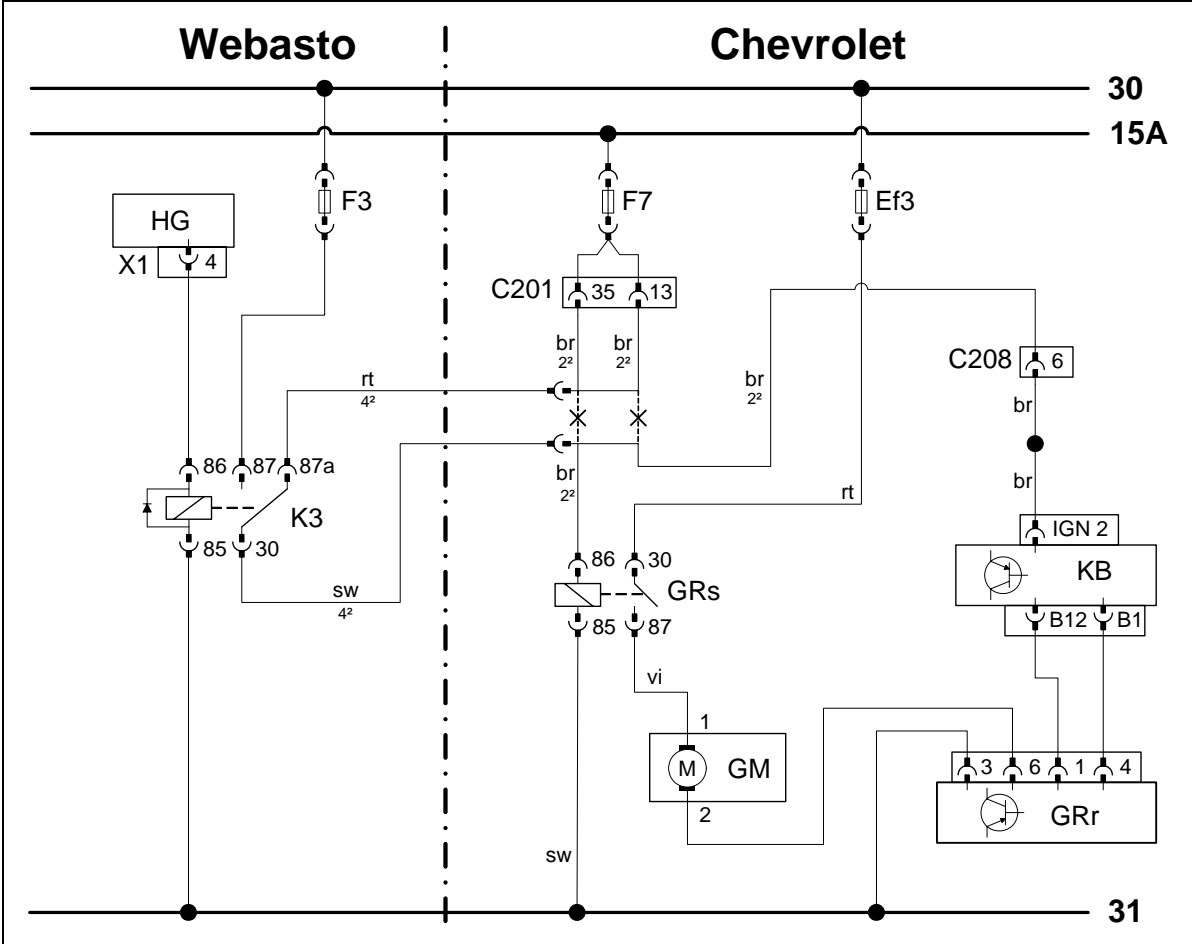 Webasto
Chevrolet
30
15A
F3
F7
Ef3
HG
X1
4
C201
35
13
br
2²
br
2²
C208
6
rt
4²
br
2²
br
86
87
87a
br
2²
rt
br
K3
IGN 2
85
30
86
30
KB
sw
4²
GRs
85
87
B12
B1
vi
1
M
GM
3
6
1
4
2
GRr
sw
31